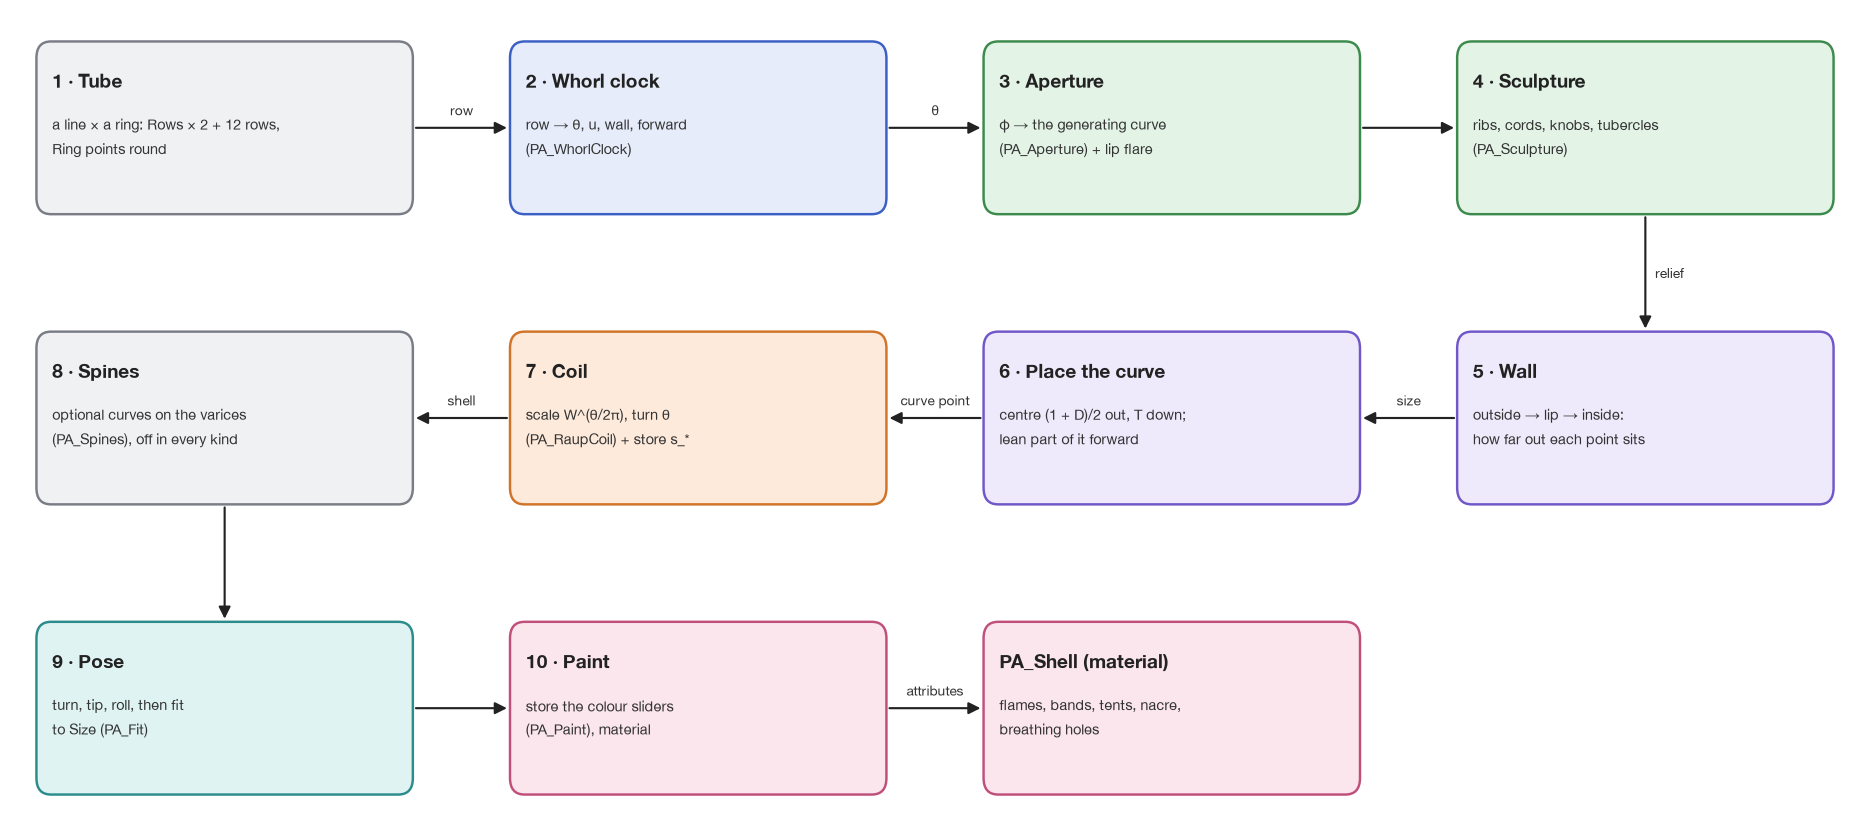 1 · Tube
a line × a ring: Rows × 2 + 12 rows,
Ring points round
row
2 · Whorl clock
row → θ, u, wall, forward
(PA_WhorlClock)
θ
3 · Aperture
φ → the generating curve
(PA_Aperture) + lip flare
4 · Sculpture
ribs, cords, knobs, tubercles
(PA_Sculpture)
relief
5 · Wall
outside → lip → inside:
how far out each point sits
size
6 · Place the curve
centre (1 + D)/2 out, T down;
lean part of it forward
curve point
7 · Coil
scale W^(θ/2π), turn θ
(PA_RaupCoil) + store s_*
shell
8 · Spines
optional curves on the varices
(PA_Spines), off in every kind
9 · Pose
turn, tip, roll, then fit
to Size (PA_Fit)
10 · Paint
store the colour sliders
(PA_Paint), material
attributes
PA_Shell (material)
flames, bands, tents, nacre,
breathing holes